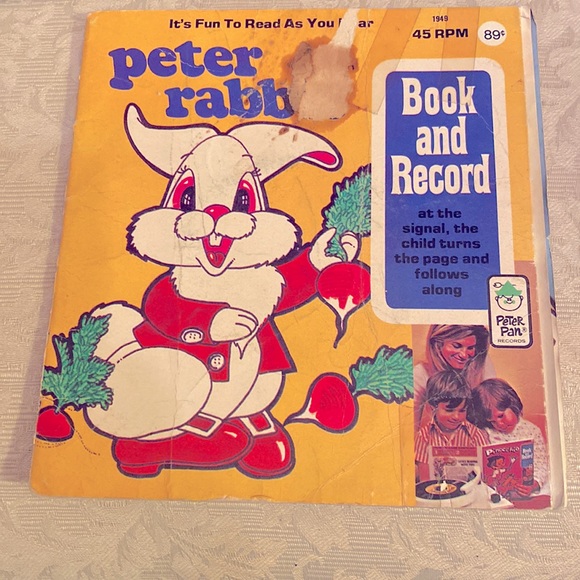 It's Fun To Read As You
1949
45 RPM
89¢
peter
Book
and
Record
at the
signal, the
child turns
the page and
follows
along
PETER
PAN®
RECORDS